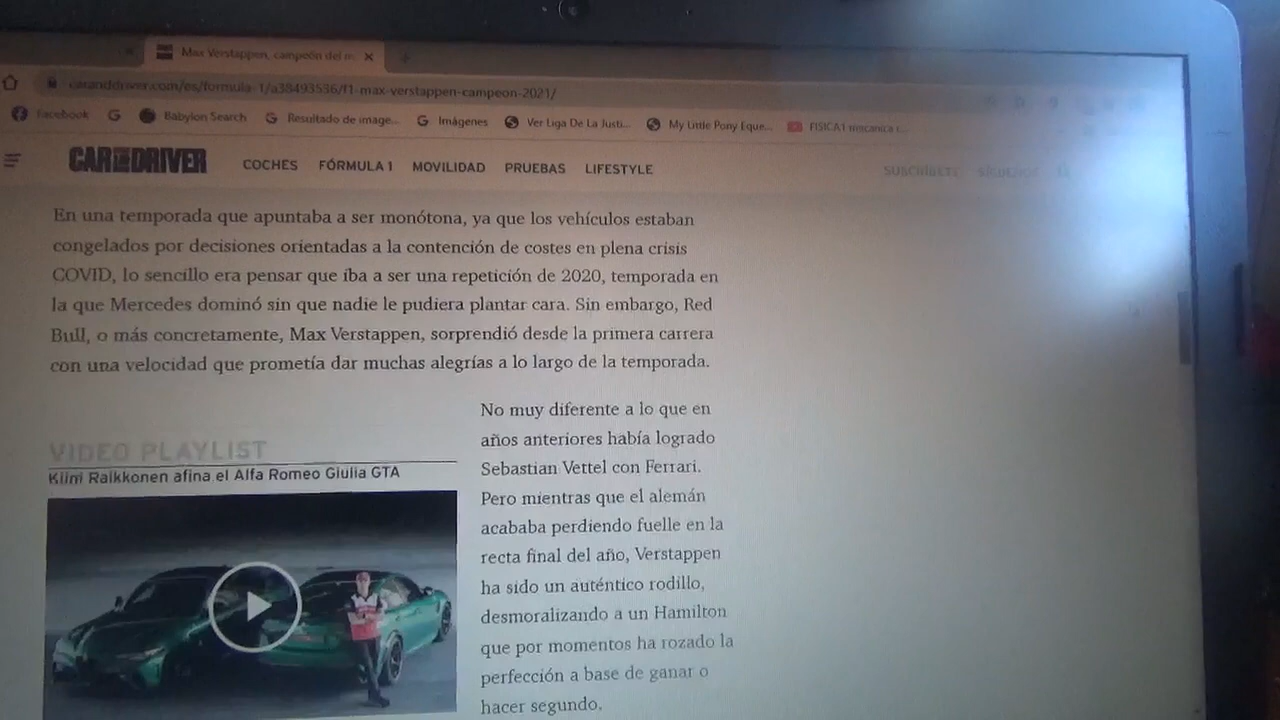 Max Verstappen, campeón del m
caranddriver.com/es/formula-1/a38493536/f1-max-verstappen-campeon-2021/
Facebook Babylon Search Resultado de image... Imágenes Ver Liga De La Justi... My Little Pony Eque... FISICA1 mecanica r...
CAR AND DRIVER COCHES FÓRMULA 1 MOVILIDAD PRUEBAS LIFESTYLE SUSCRÍBETE SÍGUENOS
En una temporada que apuntaba a ser monótona, ya que los vehículos estaban
congelados por decisiones orientadas a la contención de costes en plena crisis
COVID, lo sencillo era pensar que iba a ser una repetición de 2020, temporada en
la que Mercedes dominó sin que nadie le pudiera plantar cara. Sin embargo, Red
Bull, o más concretamente, Max Verstappen, sorprendió desde la primera carrera
con una velocidad que prometía dar muchas alegrías a lo largo de la temporada.
VIDEO PLAYLIST
Kimi Raikkonen afina el Alfa Romeo Giulia GTA
No muy diferente a lo que en
años anteriores había logrado
Sebastian Vettel con Ferrari.
Pero mientras que el alemán
acababa perdiendo fuelle en la
recta final del año, Verstappen
ha sido un auténtico rodillo,
desmoralizando a un Hamilton
que por momentos ha rozado la
perfección a base de ganar o
hacer segundo.